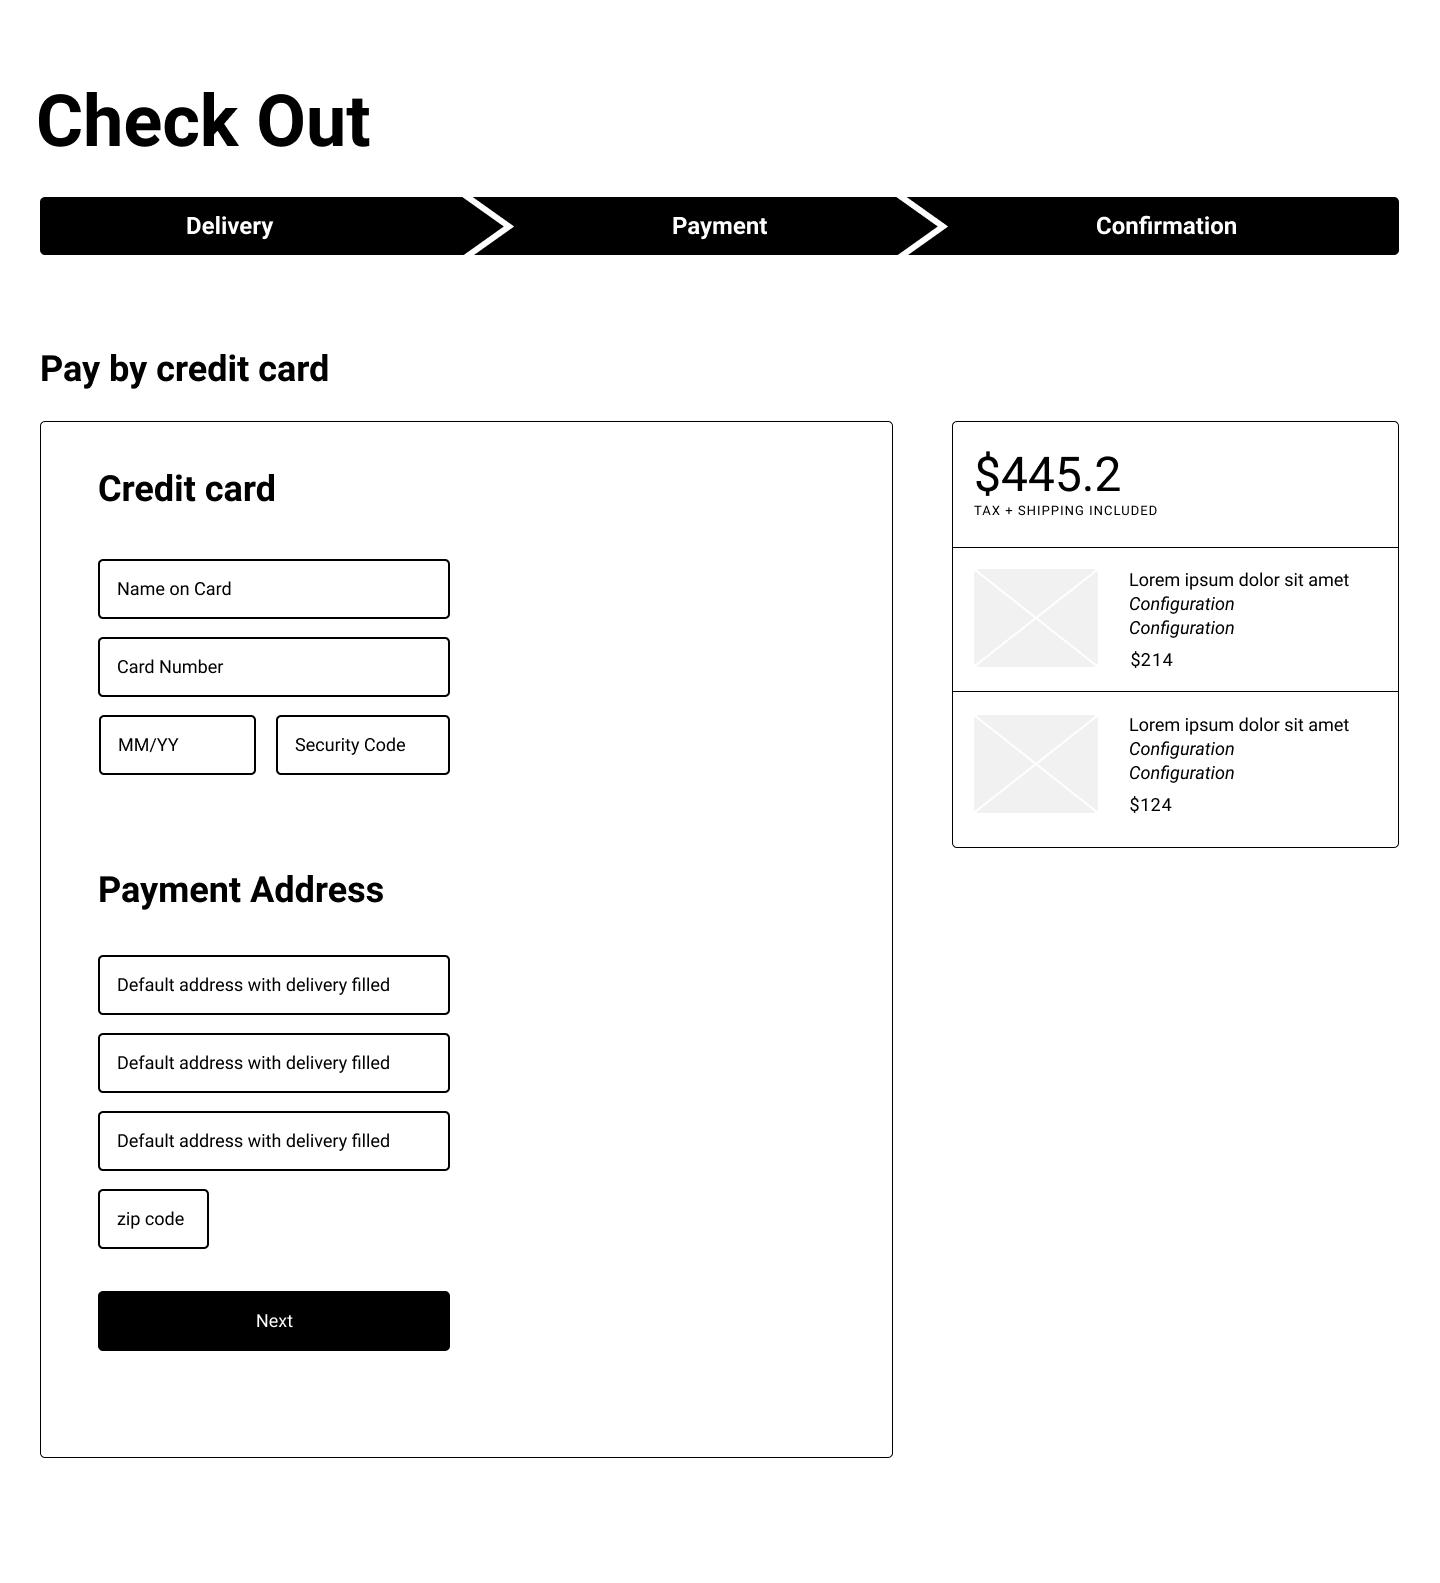 Check Out
Delivery
Payment
Confirmation
Pay by credit card
Credit card
Name on Card
Card Number
MM/YY
Security Code
Payment Address
Default address with delivery filled
Default address with delivery filled
Default address with delivery filled
zip code
Next
$445.2
TAX + SHIPPING INCLUDED
Lorem ipsum dolor sit amet
Configuration
Configuration
$214
Lorem ipsum dolor sit amet
Configuration
Configuration
$124